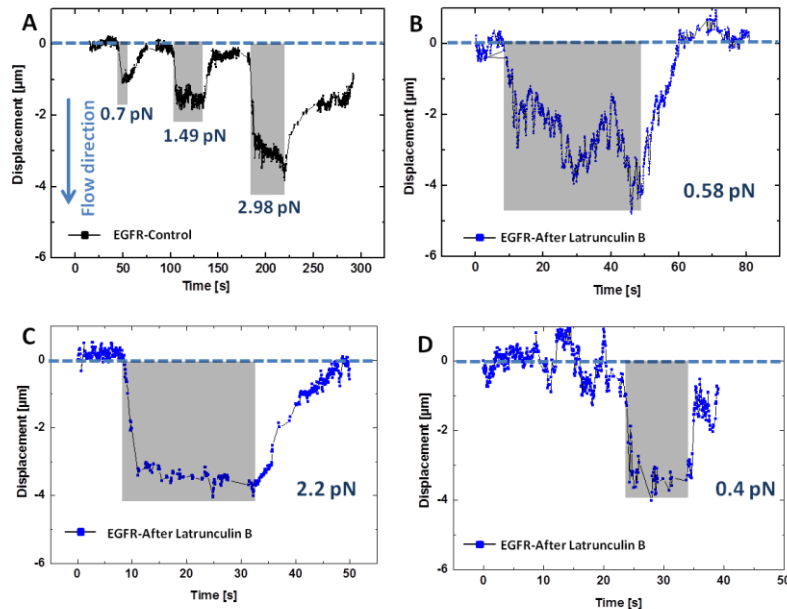 A
0
-2
-4
-6
Displacement [µm]
Flow direction
0.7 pN
1.49 pN
2.98 pN
EGFR-Control
0 50 100 150 200 250 300
Time [s]
B
0
-2
-4
-6
Displacement [µm]
0.58 pN
EGFR-After Latrunculin B
0 20 40 60 80
Time [s]
C
0
-2
-4
-6
Displacement [µm]
2.2 pN
EGFR-After Latrunculin B
0 10 20 30 40 50
Time [s]
D
0
-2
-4
-6
Displacement [µm]
0.4 pN
EGFR-After Latrunculin B
0 10 20 30 40 50
Time [s]